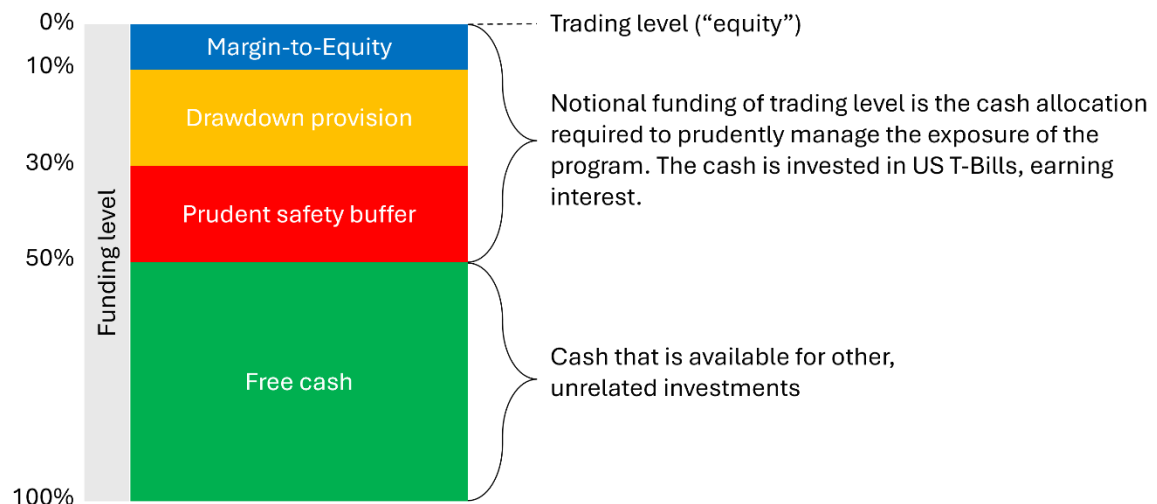 0%
Trading level (“equity”)
Margin-to-Equity
10%
Drawdown provision
Notional funding of trading level is the cash allocation
required to prudently manage the exposure of the
program. The cash is invested in US T-Bills, earning
interest.
30%
Prudent safety buffer
50%
Funding level
Free cash
Cash that is available for other,
unrelated investments
100%